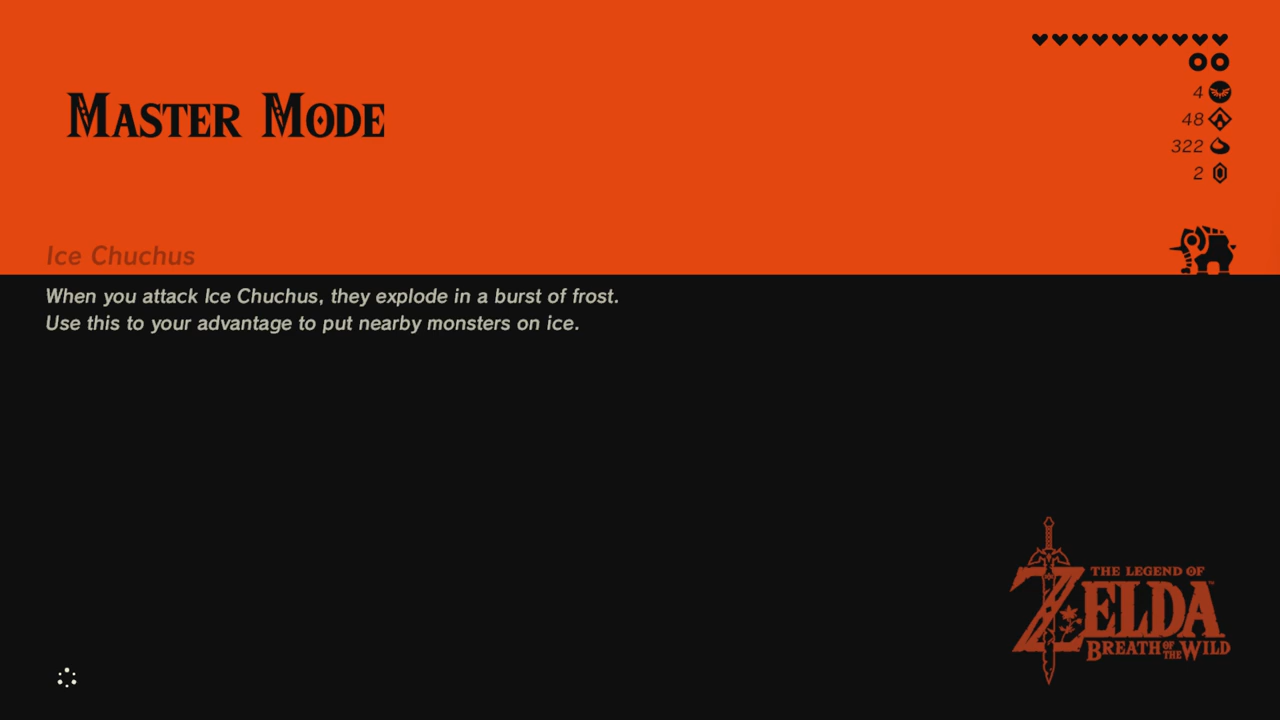 MASTER MODE
4
48
322
2
Ice Chuchus
When you attack Ice Chuchus, they explode in a burst of frost.
Use this to your advantage to put nearby monsters on ice.
THE LEGEND OF
ZELDA™
BREATH OF THE WILD